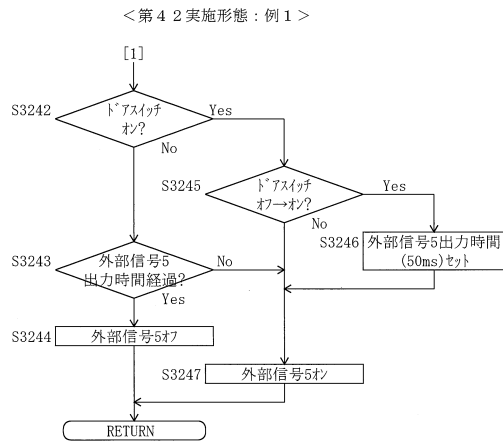 ＜第４２実施形態：例１＞
[1]
S3242
ﾄﾞｱｽｲｯﾁ
ｵﾝ?
Yes
No
S3245
ﾄﾞｱｽｲｯﾁ
ｵﾌ→ｵﾝ?
Yes
No
S3246
外部信号5出力時間
(50ms)ｾｯﾄ
S3243
外部信号5
出力時間経過?
No
Yes
S3244
外部信号5ｵﾌ
S3247
外部信号5ｵﾝ
RETURN